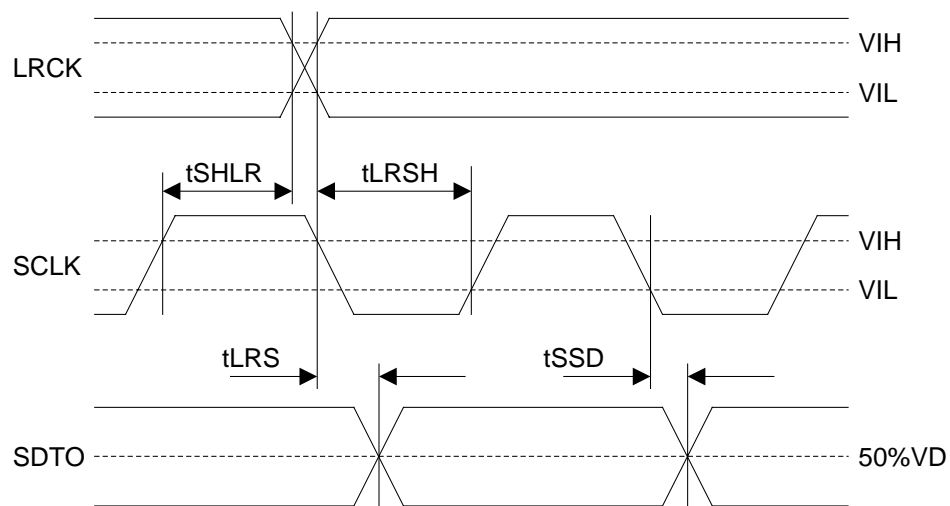 LRCK
VIH
VIL
tSHLR
tLRSH
SCLK
VIH
VIL
tLRS
tSSD
SDTO
50%VD